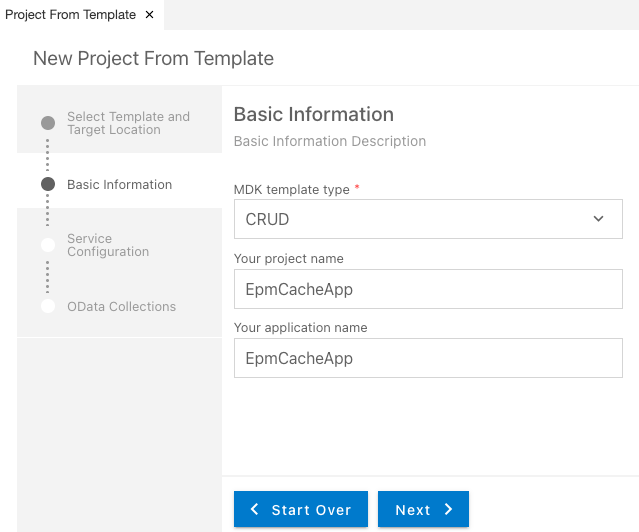 Project From Template
New Project From Template
Select Template and
Target Location
Basic Information
Service
Configuration
OData Collections
Basic Information
Basic Information Description
MDK template type *
CRUD
Your project name
EpmCacheApp
Your application name
EpmCacheApp
Start Over
Next